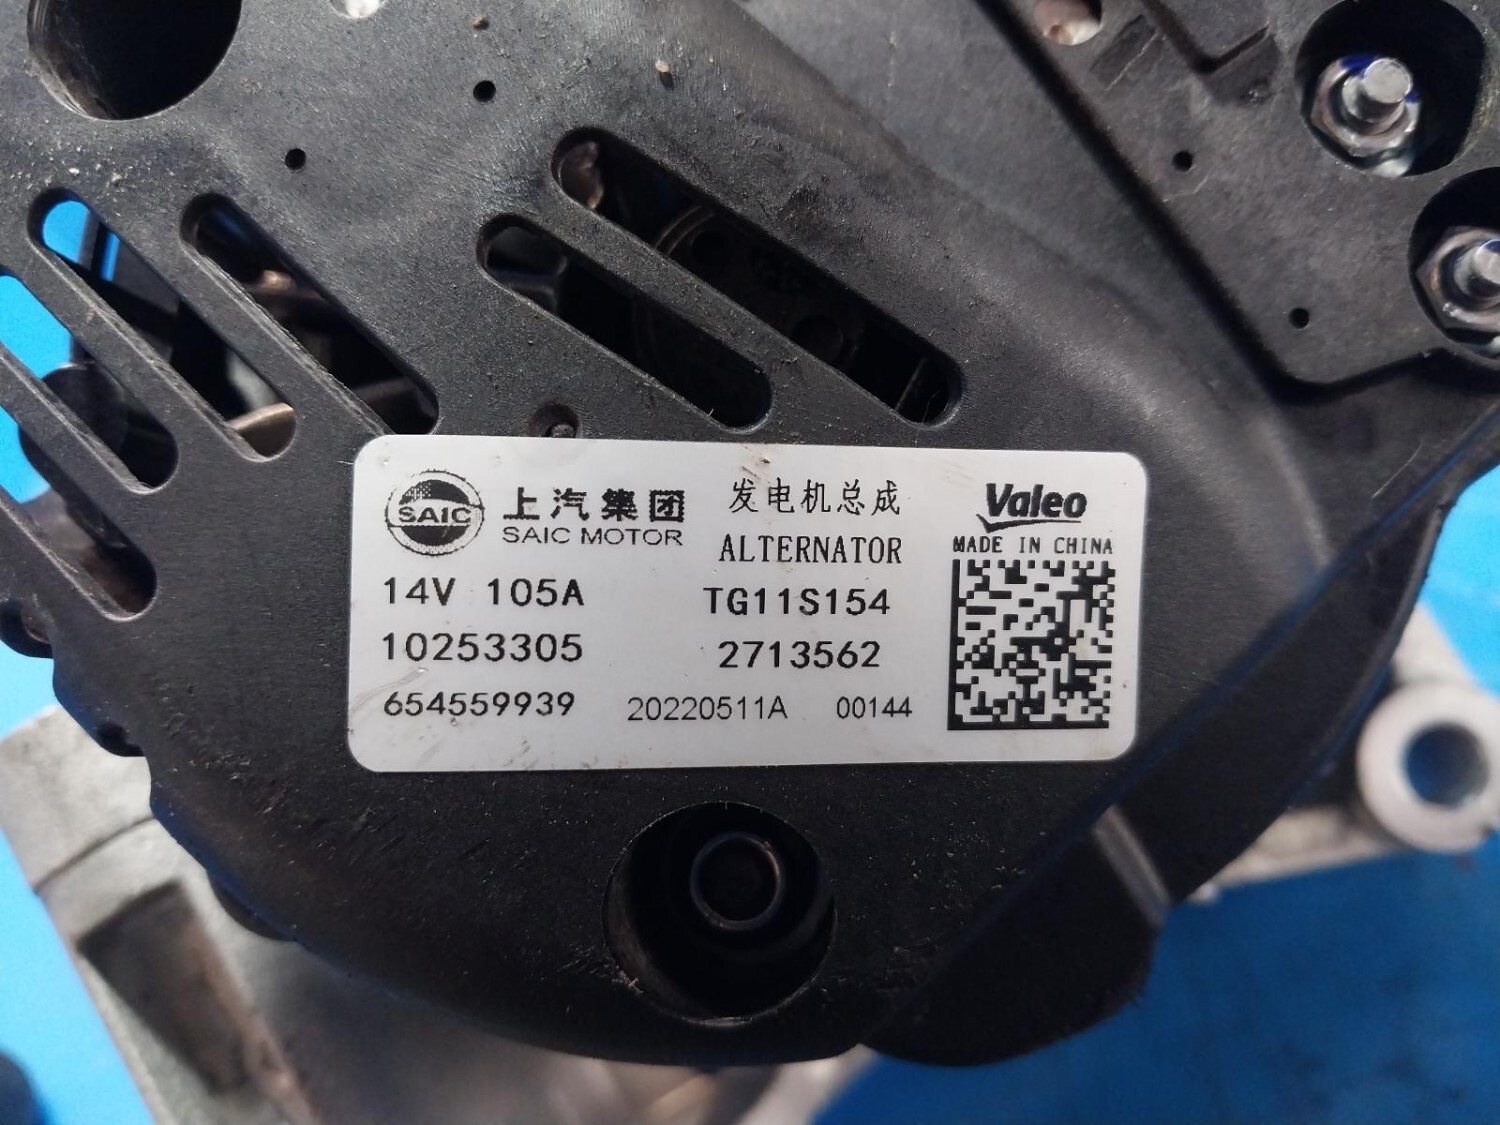 SAIC 上汽集团 发电机总成 Valeo
SAIC MOTOR ALTERNATOR MADE IN CHINA
14V 105A TG11S154
10253305 2713562
654559939 20220511A 00144